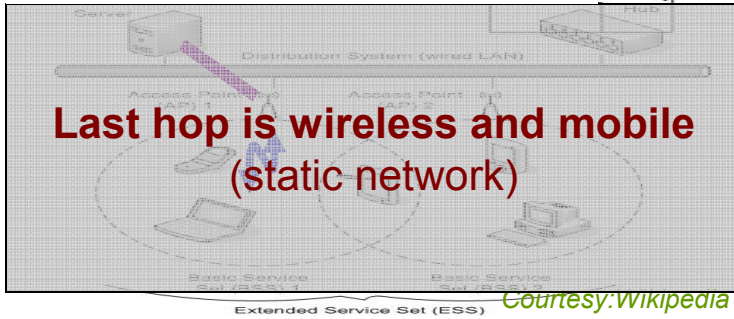 Server
Hub
Distribution System (wired LAN)
Access Point
(AP) 1
Access Point
(AP) 2
Last hop is wireless and mobile
(static network)
Basic Service
Set (BSS) 1
Basic Service
Set (BSS) 2
Courtesy:Wikipedia
Extended Service Set (ESS)